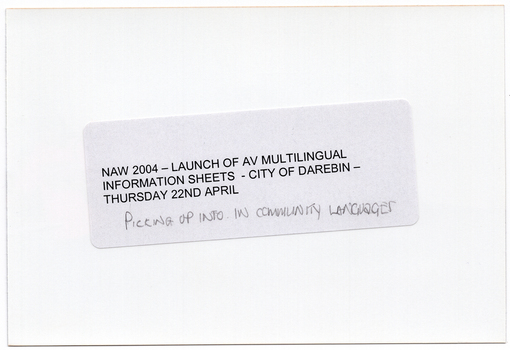 NAW 2004 – LAUNCH OF AV MULTILINGUAL
INFORMATION SHEETS - CITY OF DAREBIN –
THURSDAY 22ND APRIL
PICKING UP INFO. IN COMMUNITY LANGUAGES